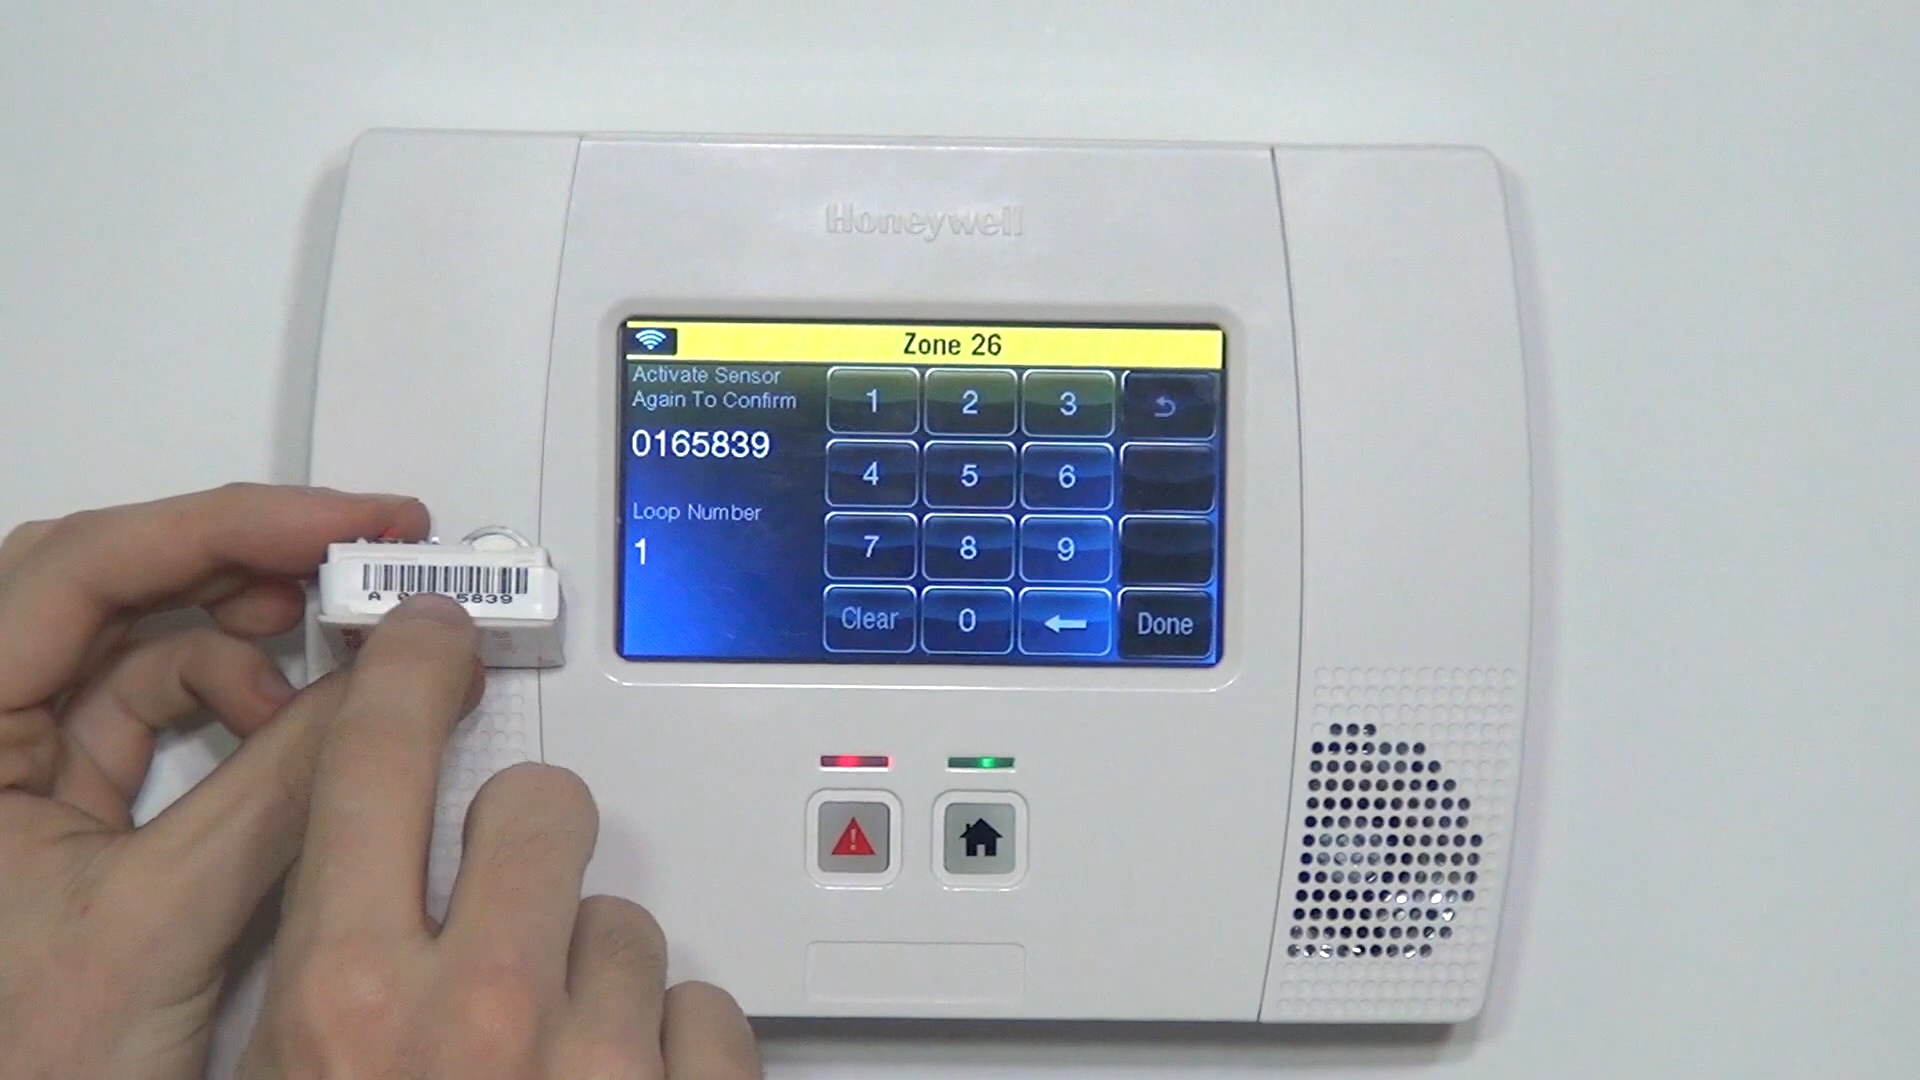 Honeywell
Zone 26
Activate Sensor
Again To Confirm
0165839
Loop Number
1
1 2 3
4 5 6
7 8 9
Clear 0 Done
A 0 5839